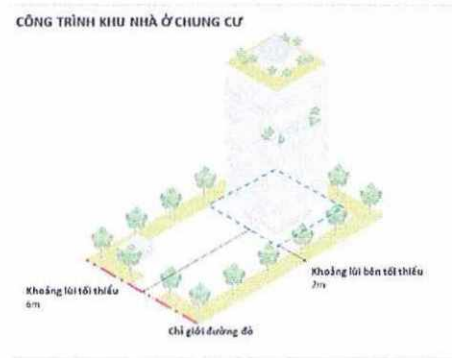 CÔNG TRÌNH KHU NHÀ Ở CHUNG CƯ
Khoảng lùi bên tối thiểu
2m
Khoảng lùi tối thiểu
6m
Chỉ giới đường đỏ